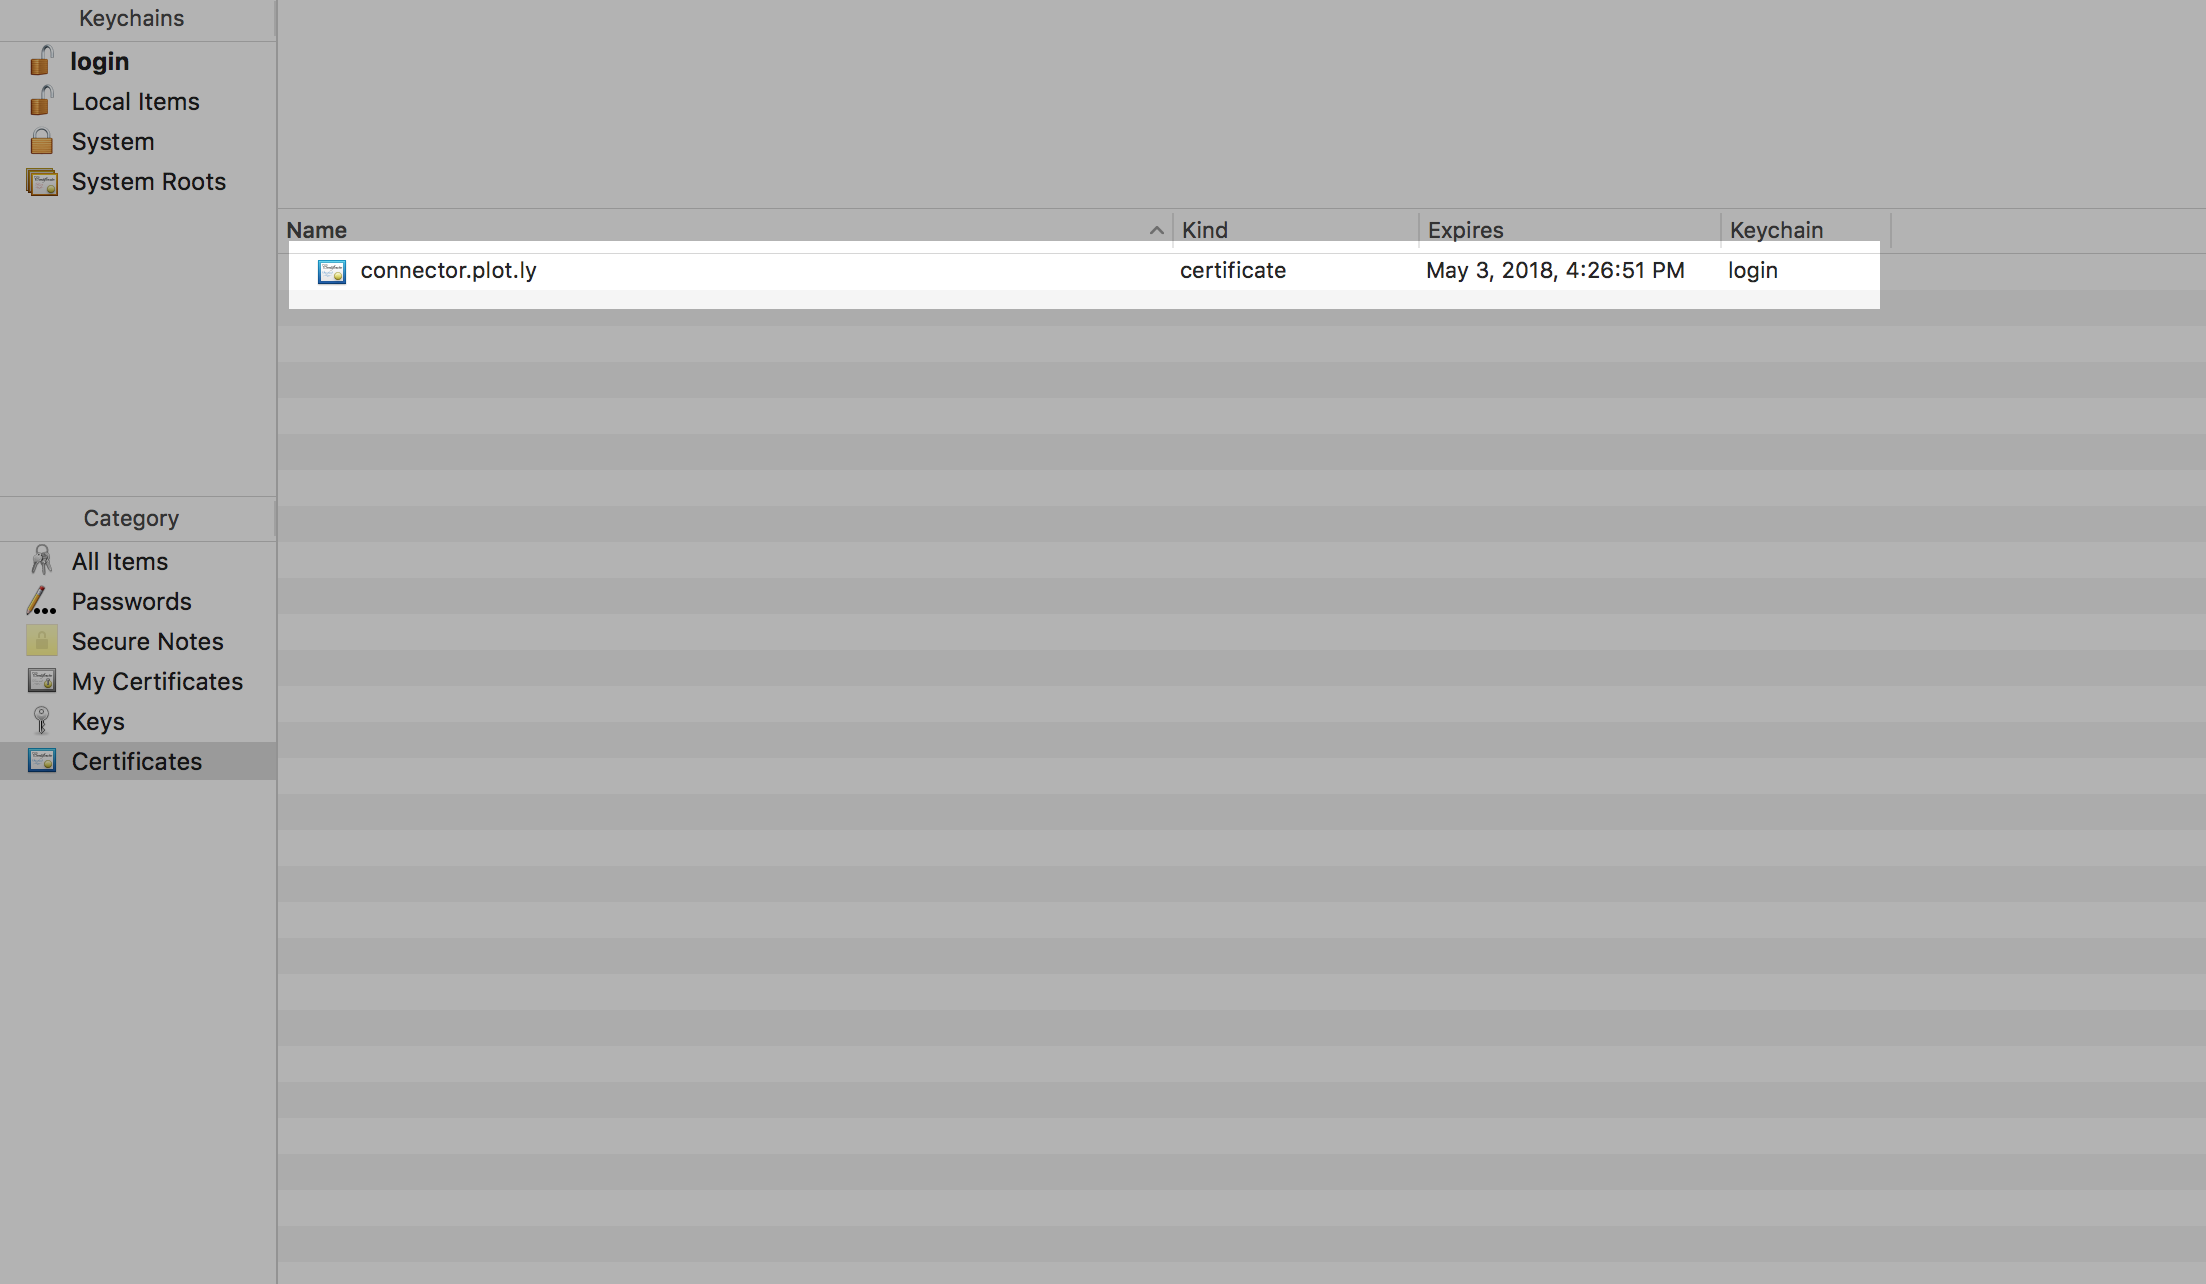 Keychains
login
Local Items
System
System Roots
Category
All Items
Passwords
Secure Notes
My Certificates
Keys
Certificates
Name Kind Expires Keychain
connector.plot.ly certificate May 3, 2018, 4:26:51 PM login